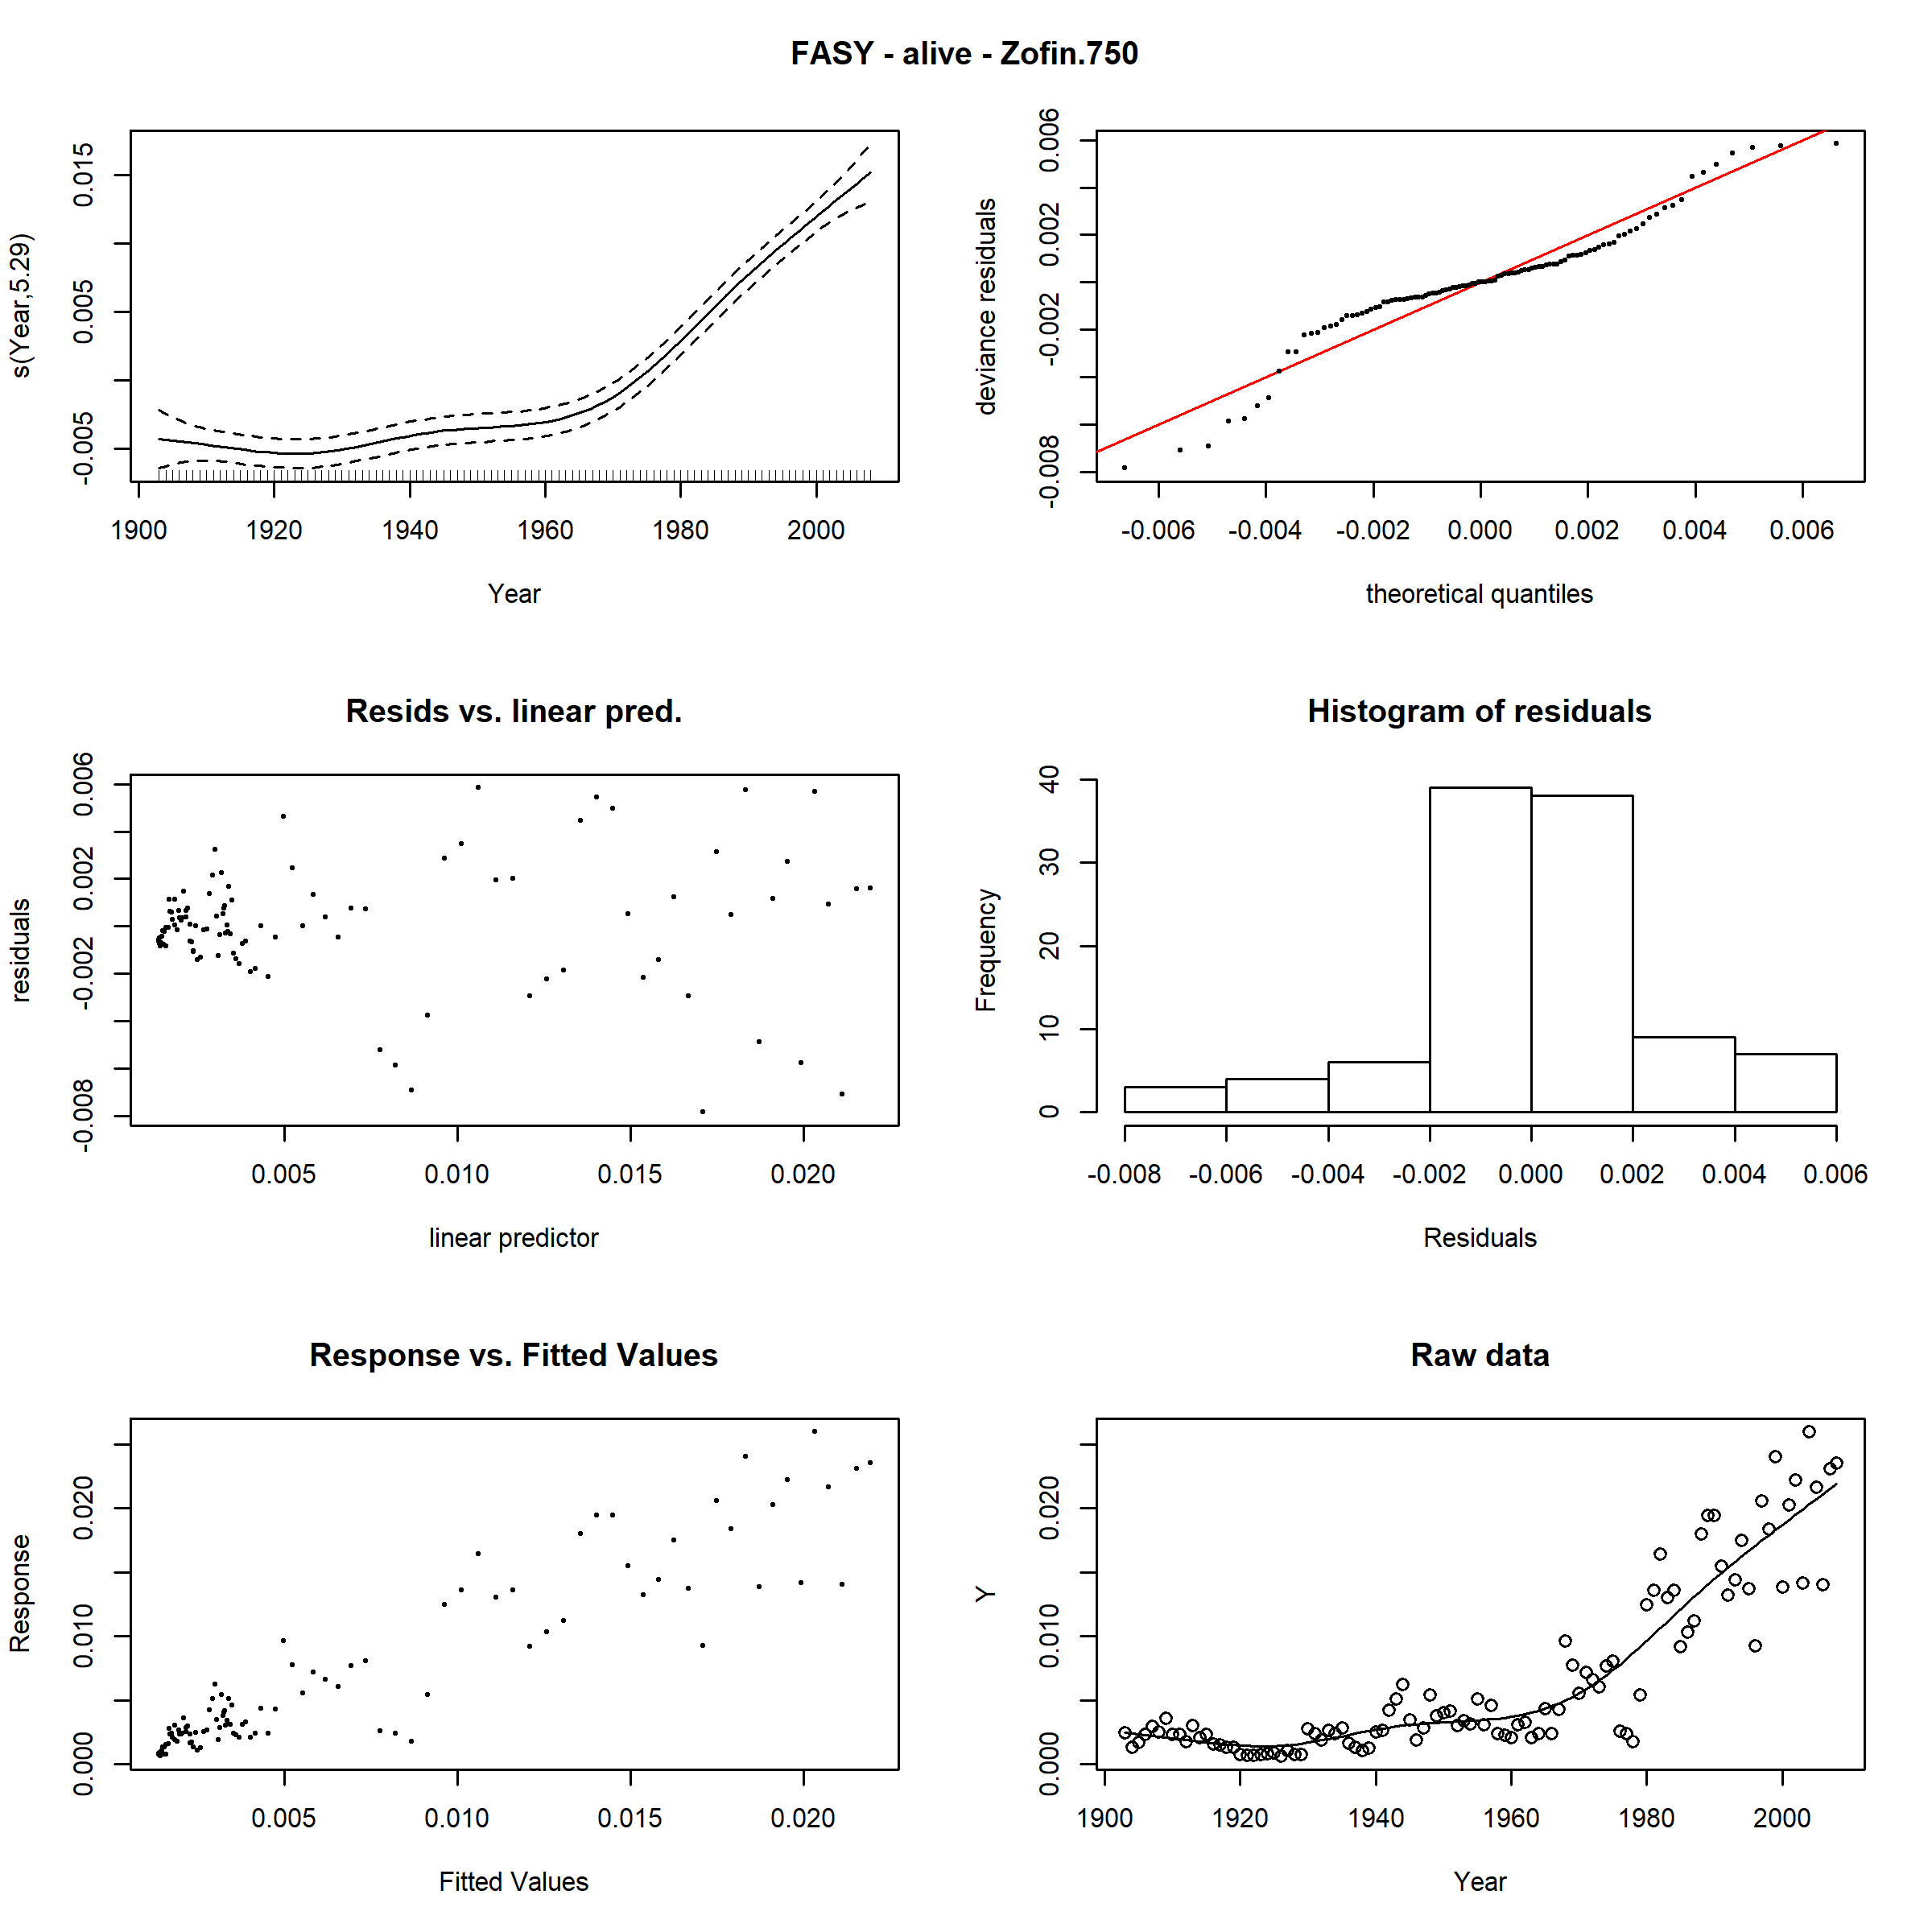 FASY - alive - Zofin.750
s(Year,5.29)
-0.005 0.005 0.015
1900 1920 1940 1960 1980 2000
Year
deviance residuals
-0.008 -0.002 0.002 0.006
-0.006 -0.004 -0.002 0.000 0.002 0.004 0.006
theoretical quantiles
Resids vs. linear pred.
residuals
-0.008 -0.002 0.002 0.006
0.005 0.010 0.015 0.020
linear predictor
Histogram of residuals
Frequency
0 10 20 30 40
-0.008 -0.006 -0.004 -0.002 0.000 0.002 0.004 0.006
Residuals
Response vs. Fitted Values
Response
0.000 0.010 0.020
0.005 0.010 0.015 0.020
Fitted Values
Raw data
Y
0.000 0.010 0.020
1900 1920 1940 1960 1980 2000
Year